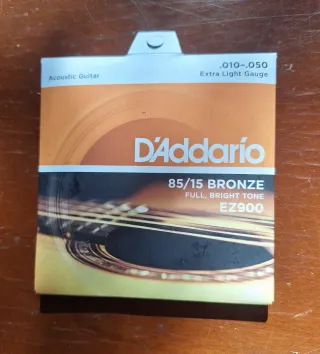 .010–.050
Acoustic Guitar
Extra Light Gauge
D'Addario
85/15 BRONZE
FULL, BRIGHT TONE
EZ900